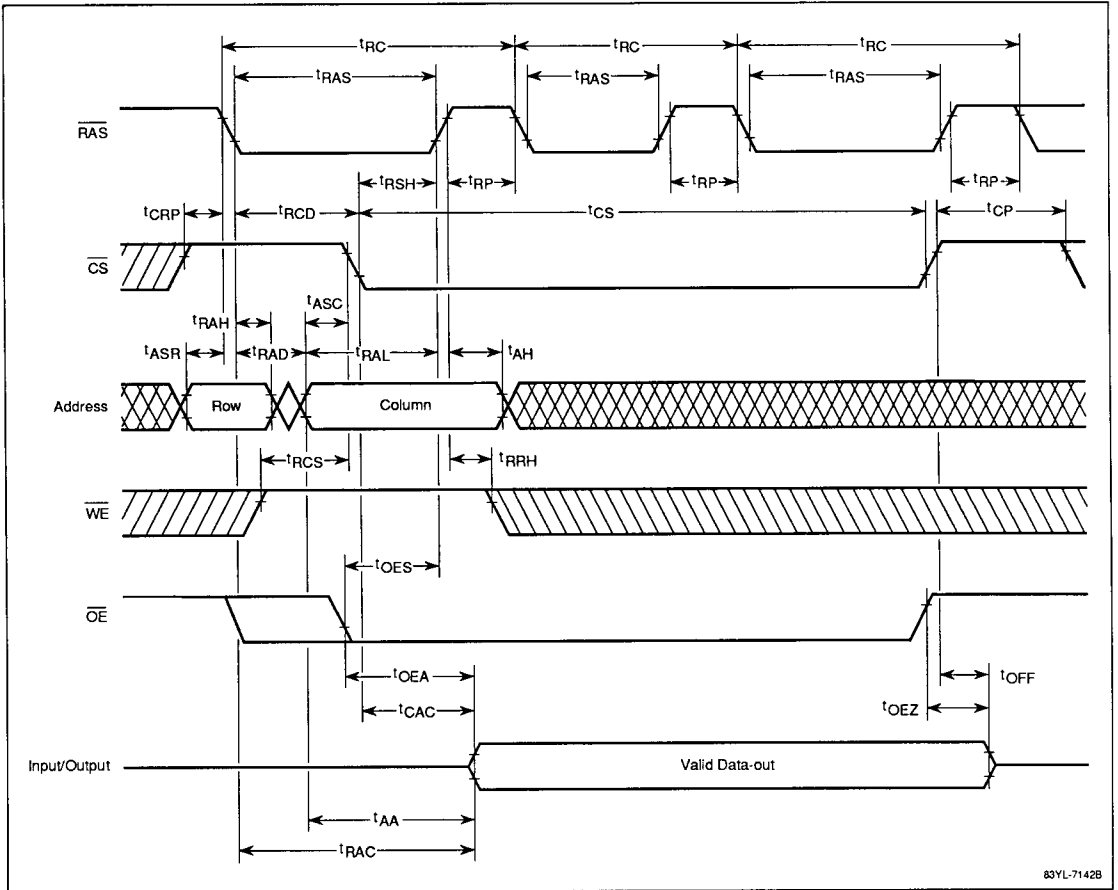 tRC tRC tRC
tRAS tRAS tRAS
RAS
tRSH tRP tRP tRP
tCRP tRCD tCS tCP
CS
tASC
tRAH
tASR tRAD tRAL tAH
Address Row Column
tRCS tRRH
WE
tOES
OE
tOEA tOFF
tCAC tOEZ
Input/Output Valid Data-out
tAA
tRAC
83YL-7142B